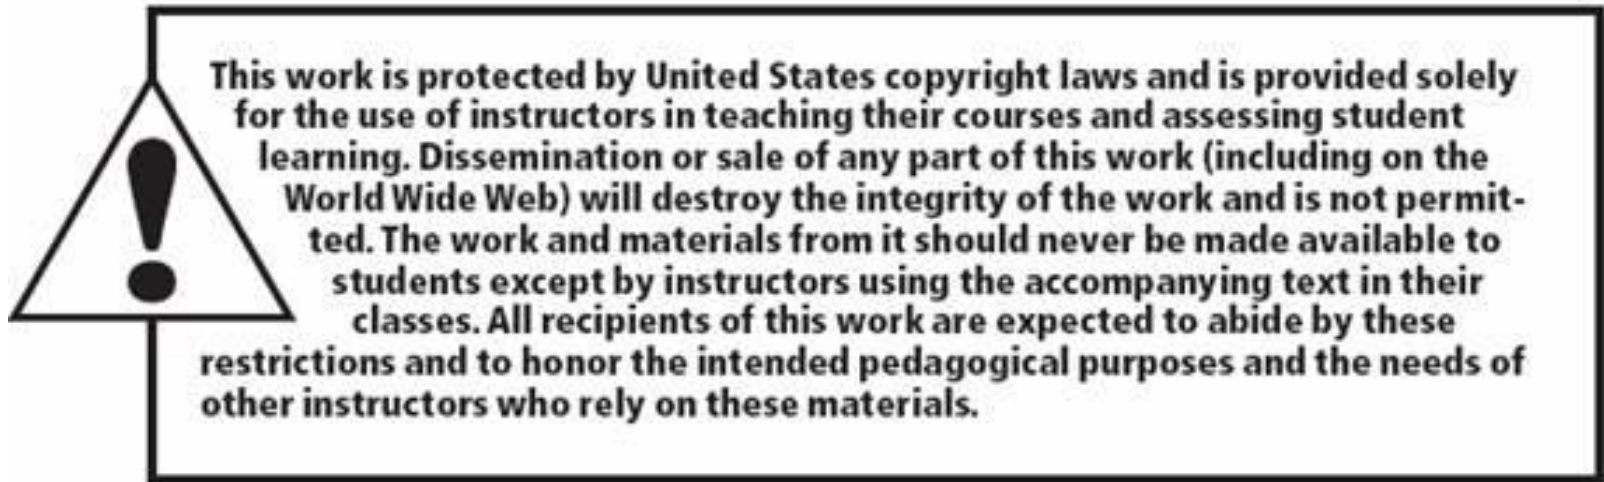 This work is protected by United States copyright laws and is provided solely
for the use of instructors in teaching their courses and assessing student
learning. Dissemination or sale of any part of this work (including on the
World Wide Web) will destroy the integrity of the work and is not permit-
ted. The work and materials from it should never be made available to
students except by instructors using the accompanying text in their
classes. All recipients of this work are expected to abide by these
restrictions and to honor the intended pedagogical purposes and the needs of
other instructors who rely on these materials.